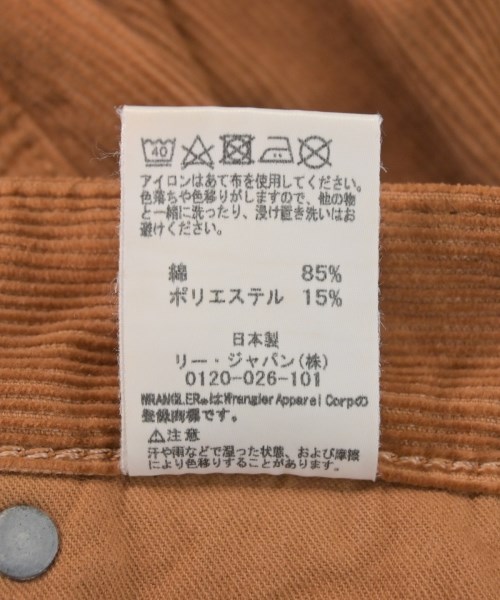 40
アイロンはあて布を使用してください。
色落ちや色移りがしますので、他の物
と一緒に洗ったり、浸け置き洗いはお
避けください。
綿 85%
ポリエステル 15%
日本製
リー・ジャパン(株)
0120-026-101
WRANGLER®はWrangler Apparel Corpの
登録商標です。
⚠注意
汗や雨などで湿った状態、および摩擦
により色移りすることがあります。